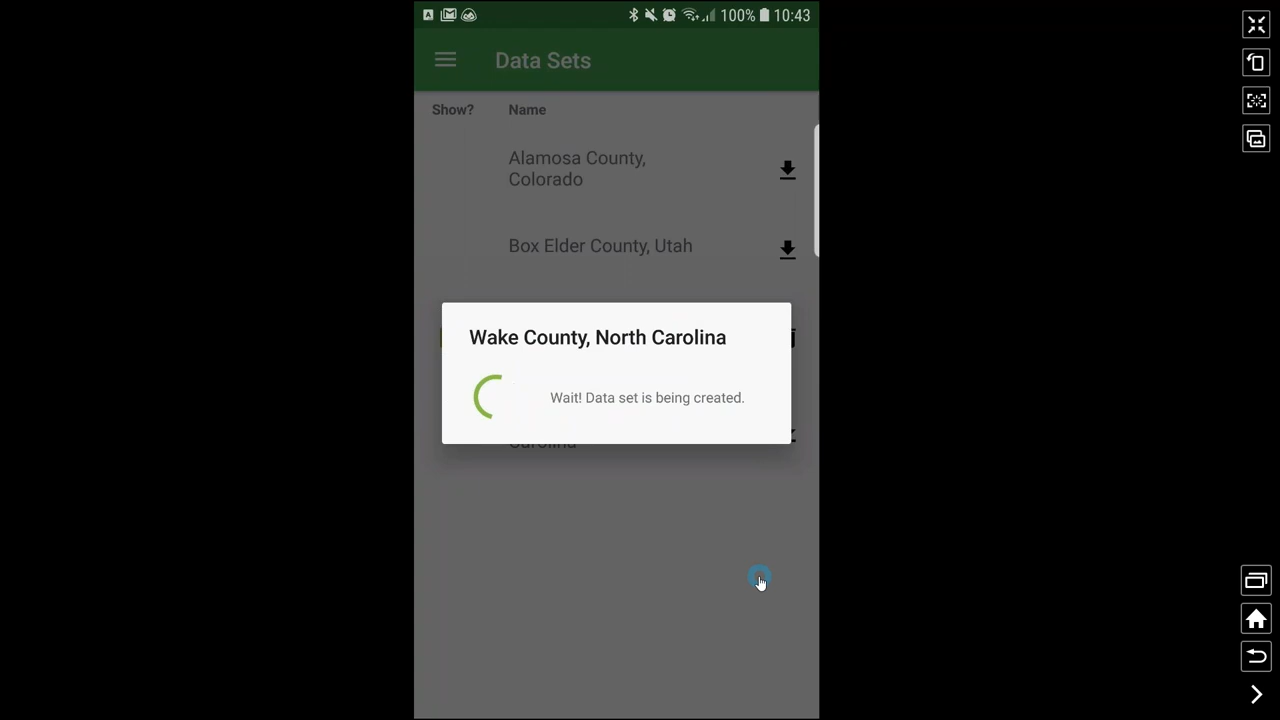 100% 10:43
Data Sets
Show? Name
Alamosa County,
Colorado
Box Elder County, Utah
Wake County, North Carolina
Wait! Data set is being created.
Carolina